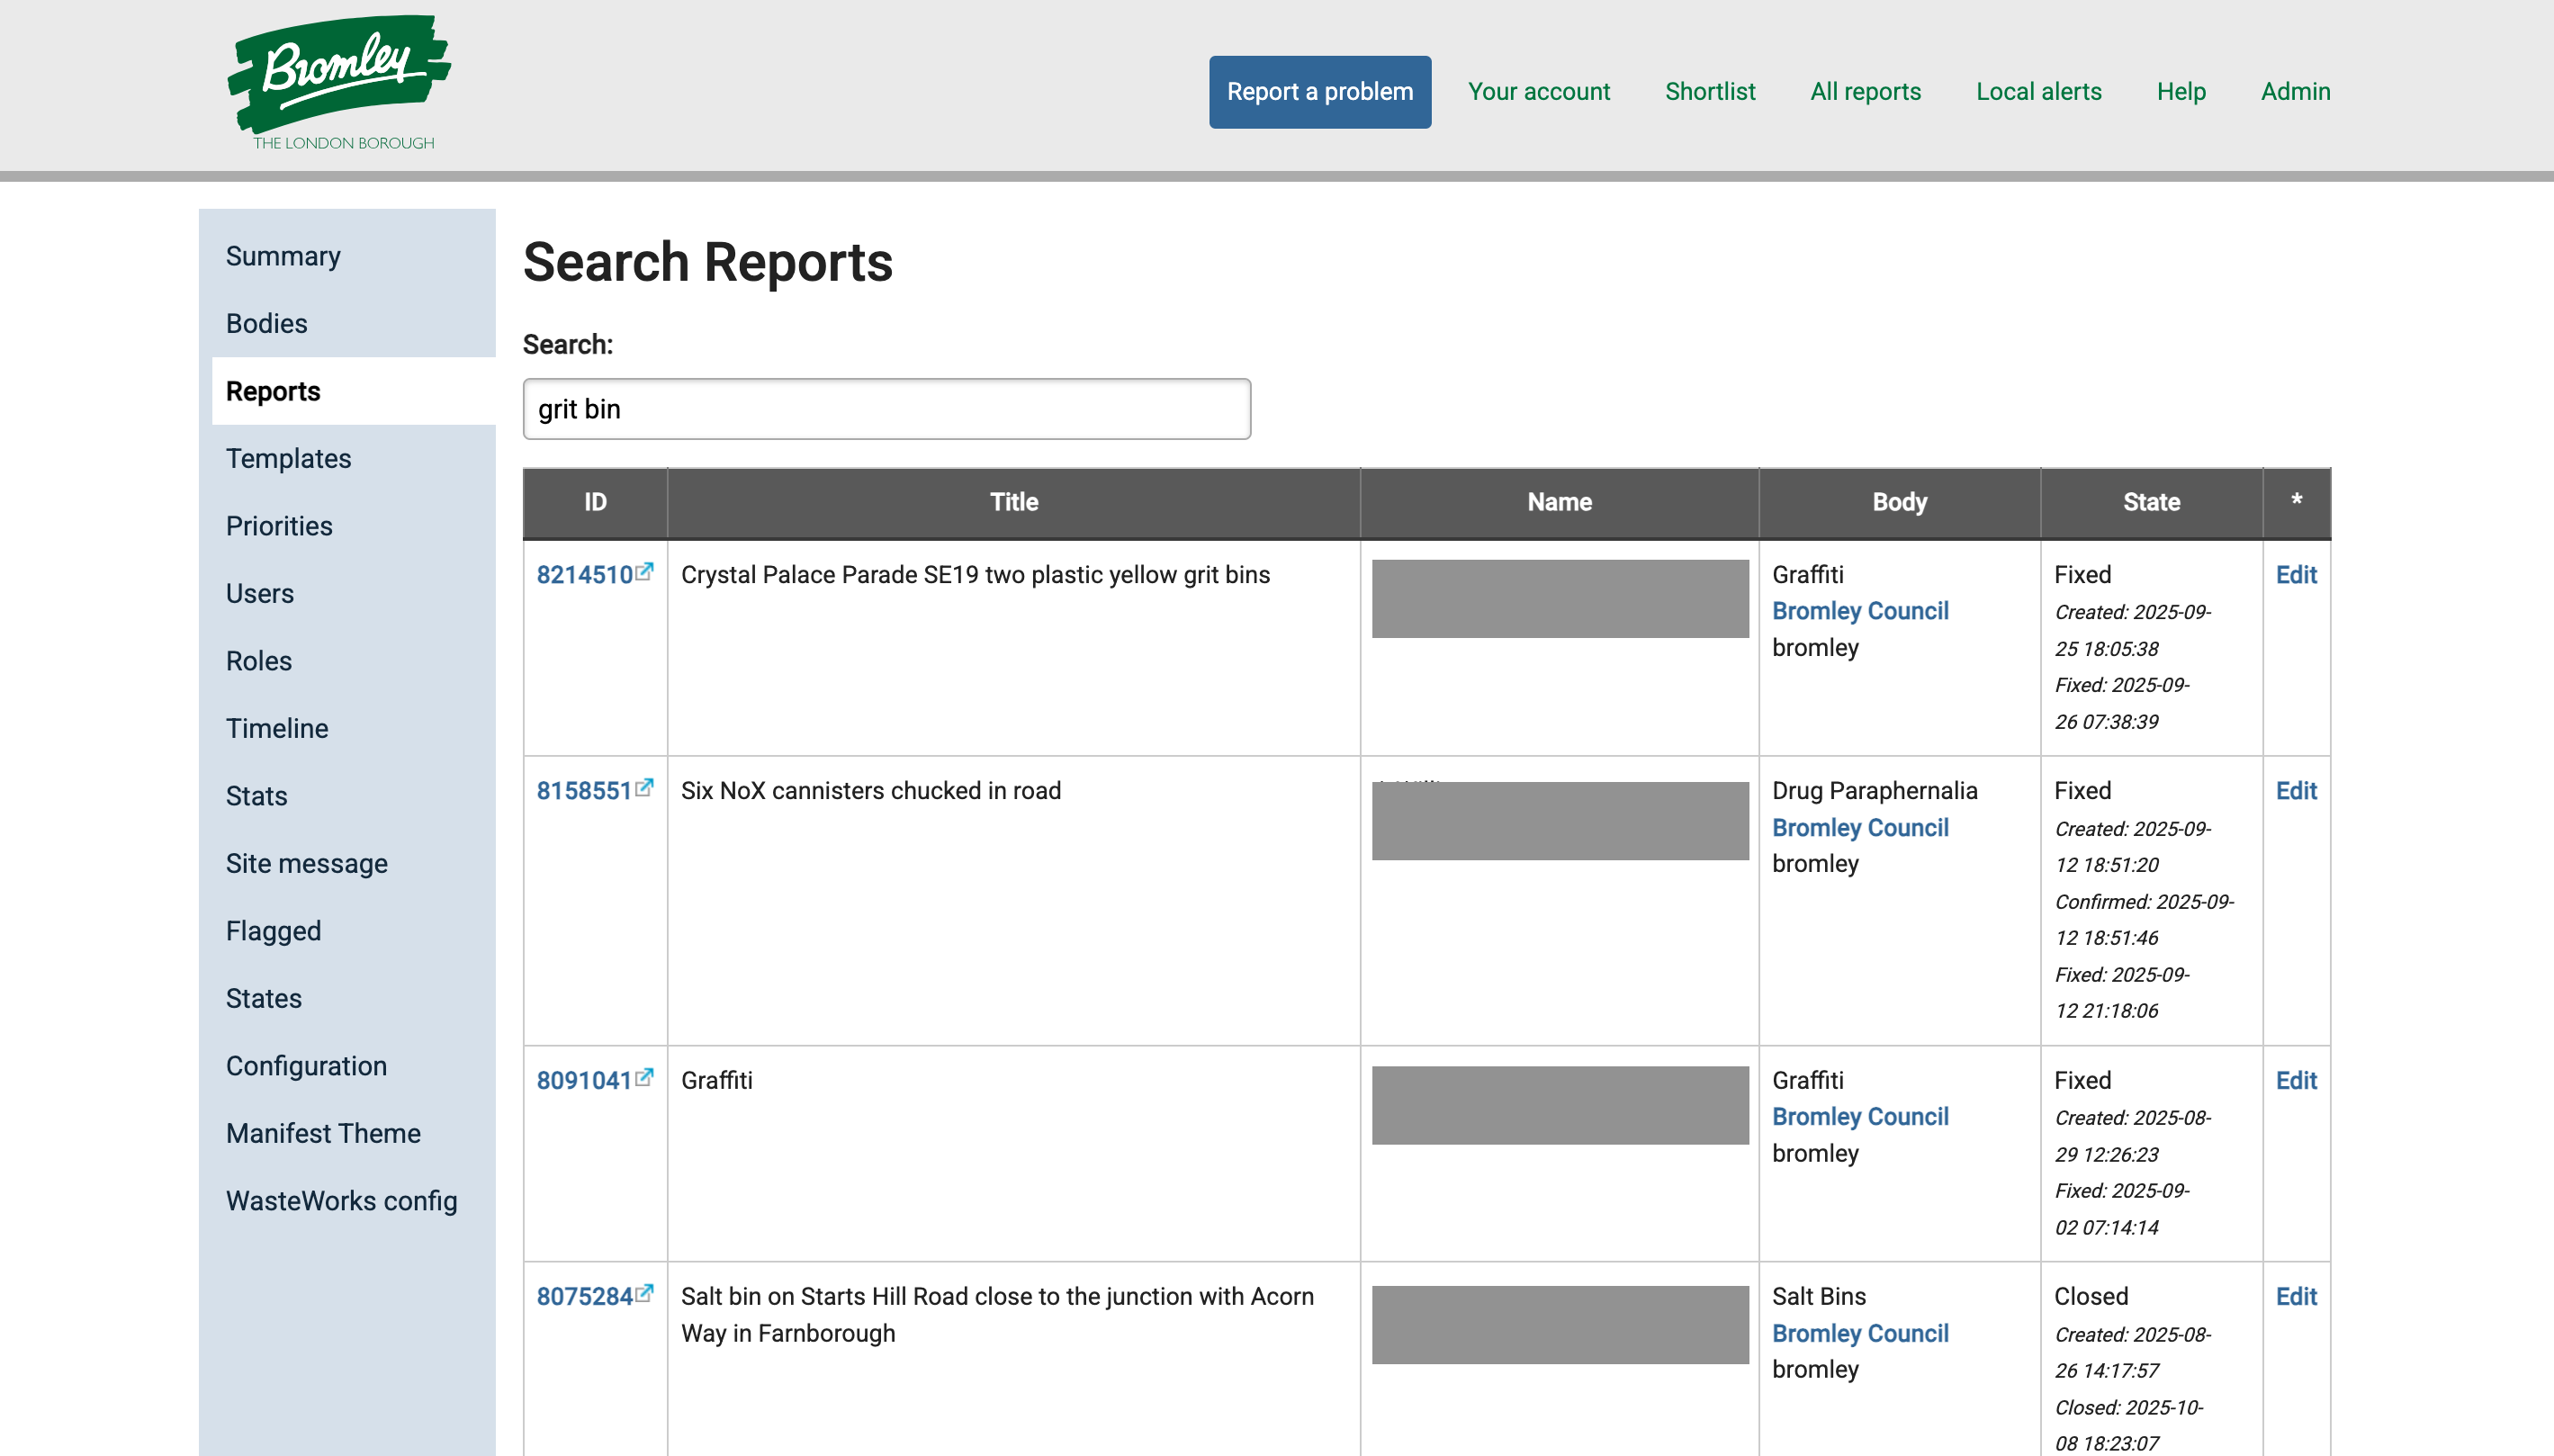 Bromley
THE LONDON BOROUGH
Report a problem
Your account
Shortlist
All reports
Local alerts
Help
Admin
Summary
Bodies
Reports
Templates
Priorities
Users
Roles
Timeline
Stats
Site message
Flagged
States
Configuration
Manifest Theme
WasteWorks config
Search Reports
Search:
grit bin
ID Title Name Body State *
8214510 Crystal Palace Parade SE19 two plastic yellow grit bins Graffiti Fixed Edit
Bromley Council Created: 2025-09-
bromley 25 18:05:38
Fixed: 2025-09-
26 07:38:39
8158551 Six NoX cannisters chucked in road Drug Paraphernalia Fixed Edit
Bromley Council Created: 2025-09-
bromley 12 18:51:20
Confirmed: 2025-09-
12 18:51:46
Fixed: 2025-09-
12 21:18:06
8091041 Graffiti Graffiti Fixed Edit
Bromley Council Created: 2025-08-
bromley 29 12:26:23
Fixed: 2025-09-
02 07:14:14
8075284 Salt bin on Starts Hill Road close to the junction with Acorn Salt Bins Closed Edit
Way in Farnborough Bromley Council Created: 2025-08-
bromley 26 14:17:57
Closed: 2025-10-
08 18:23:07